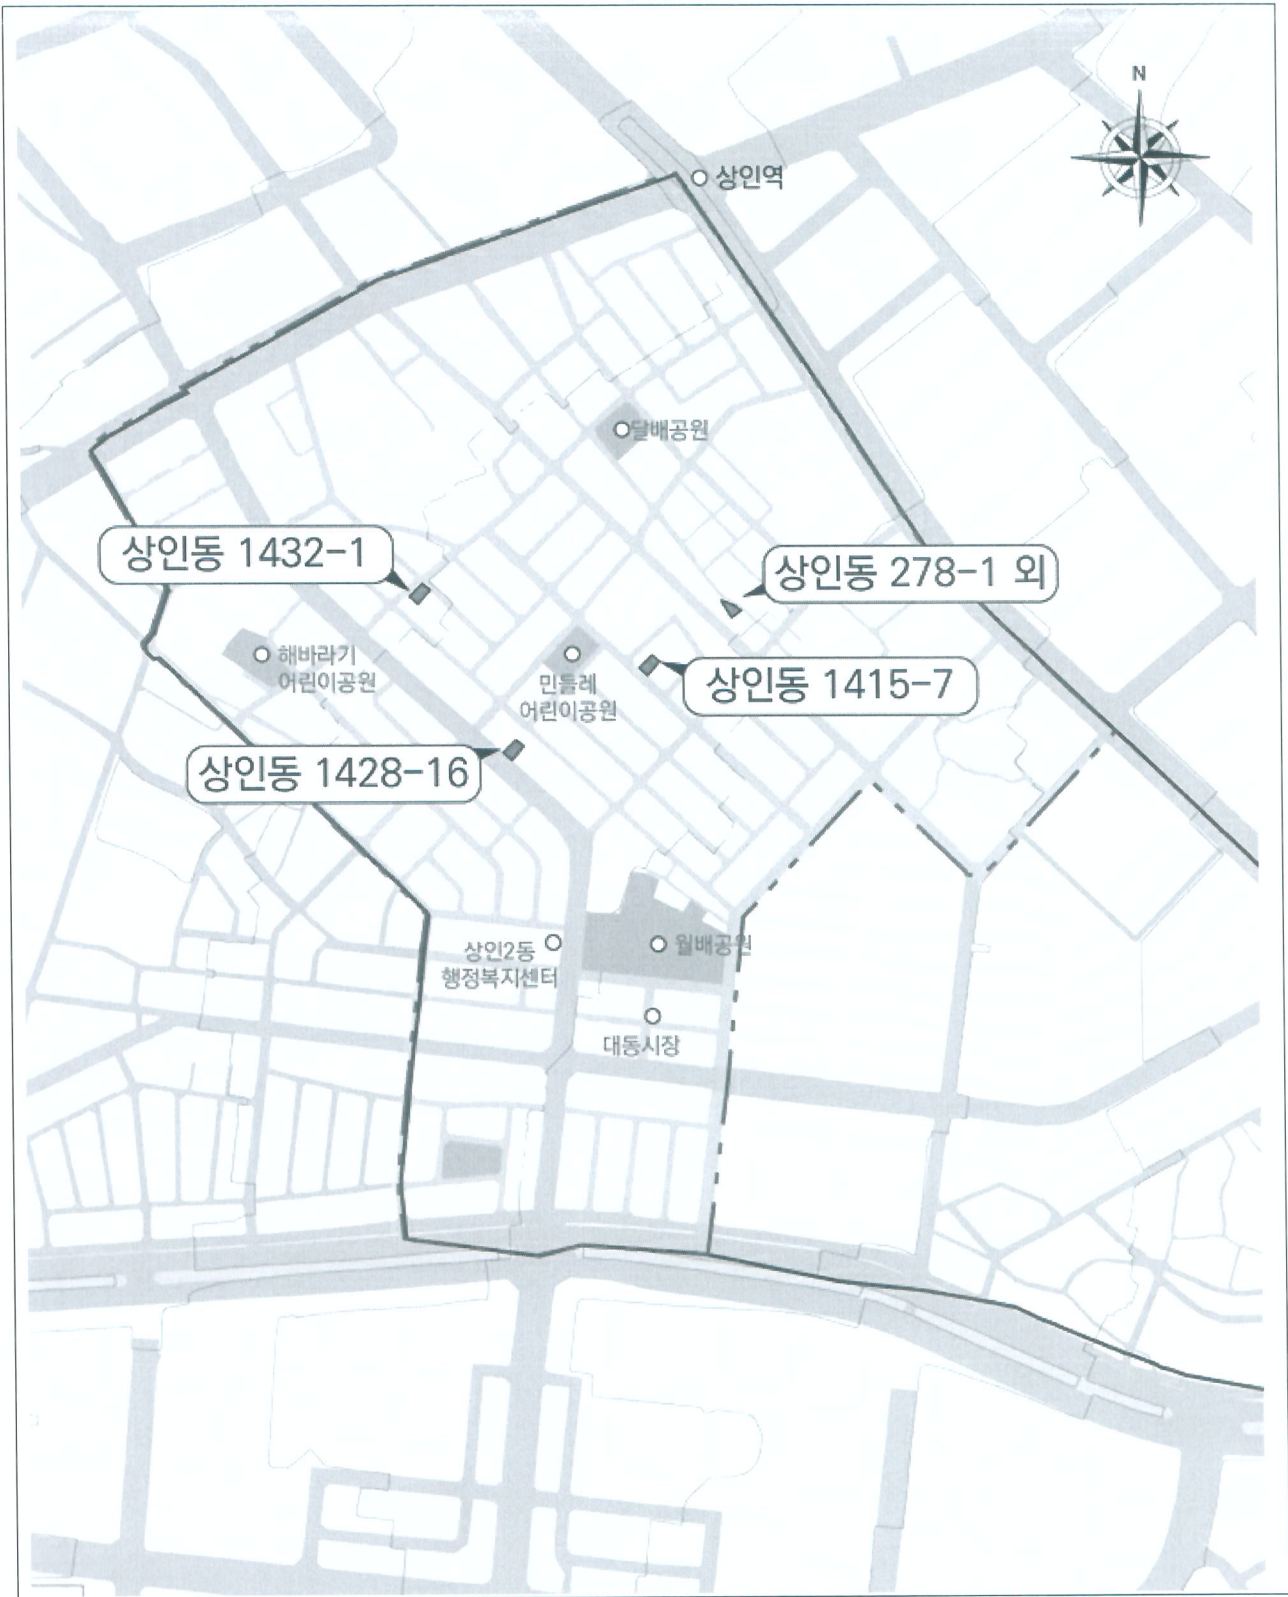 N
상인역
달배공원
상인동 1432-1
상인동 278-1 외
해바라기
어린이공원
민들레
어린이공원
상인동 1415-7
상인동 1428-16
상인2동
행정복지센터
월배공원
대동시장